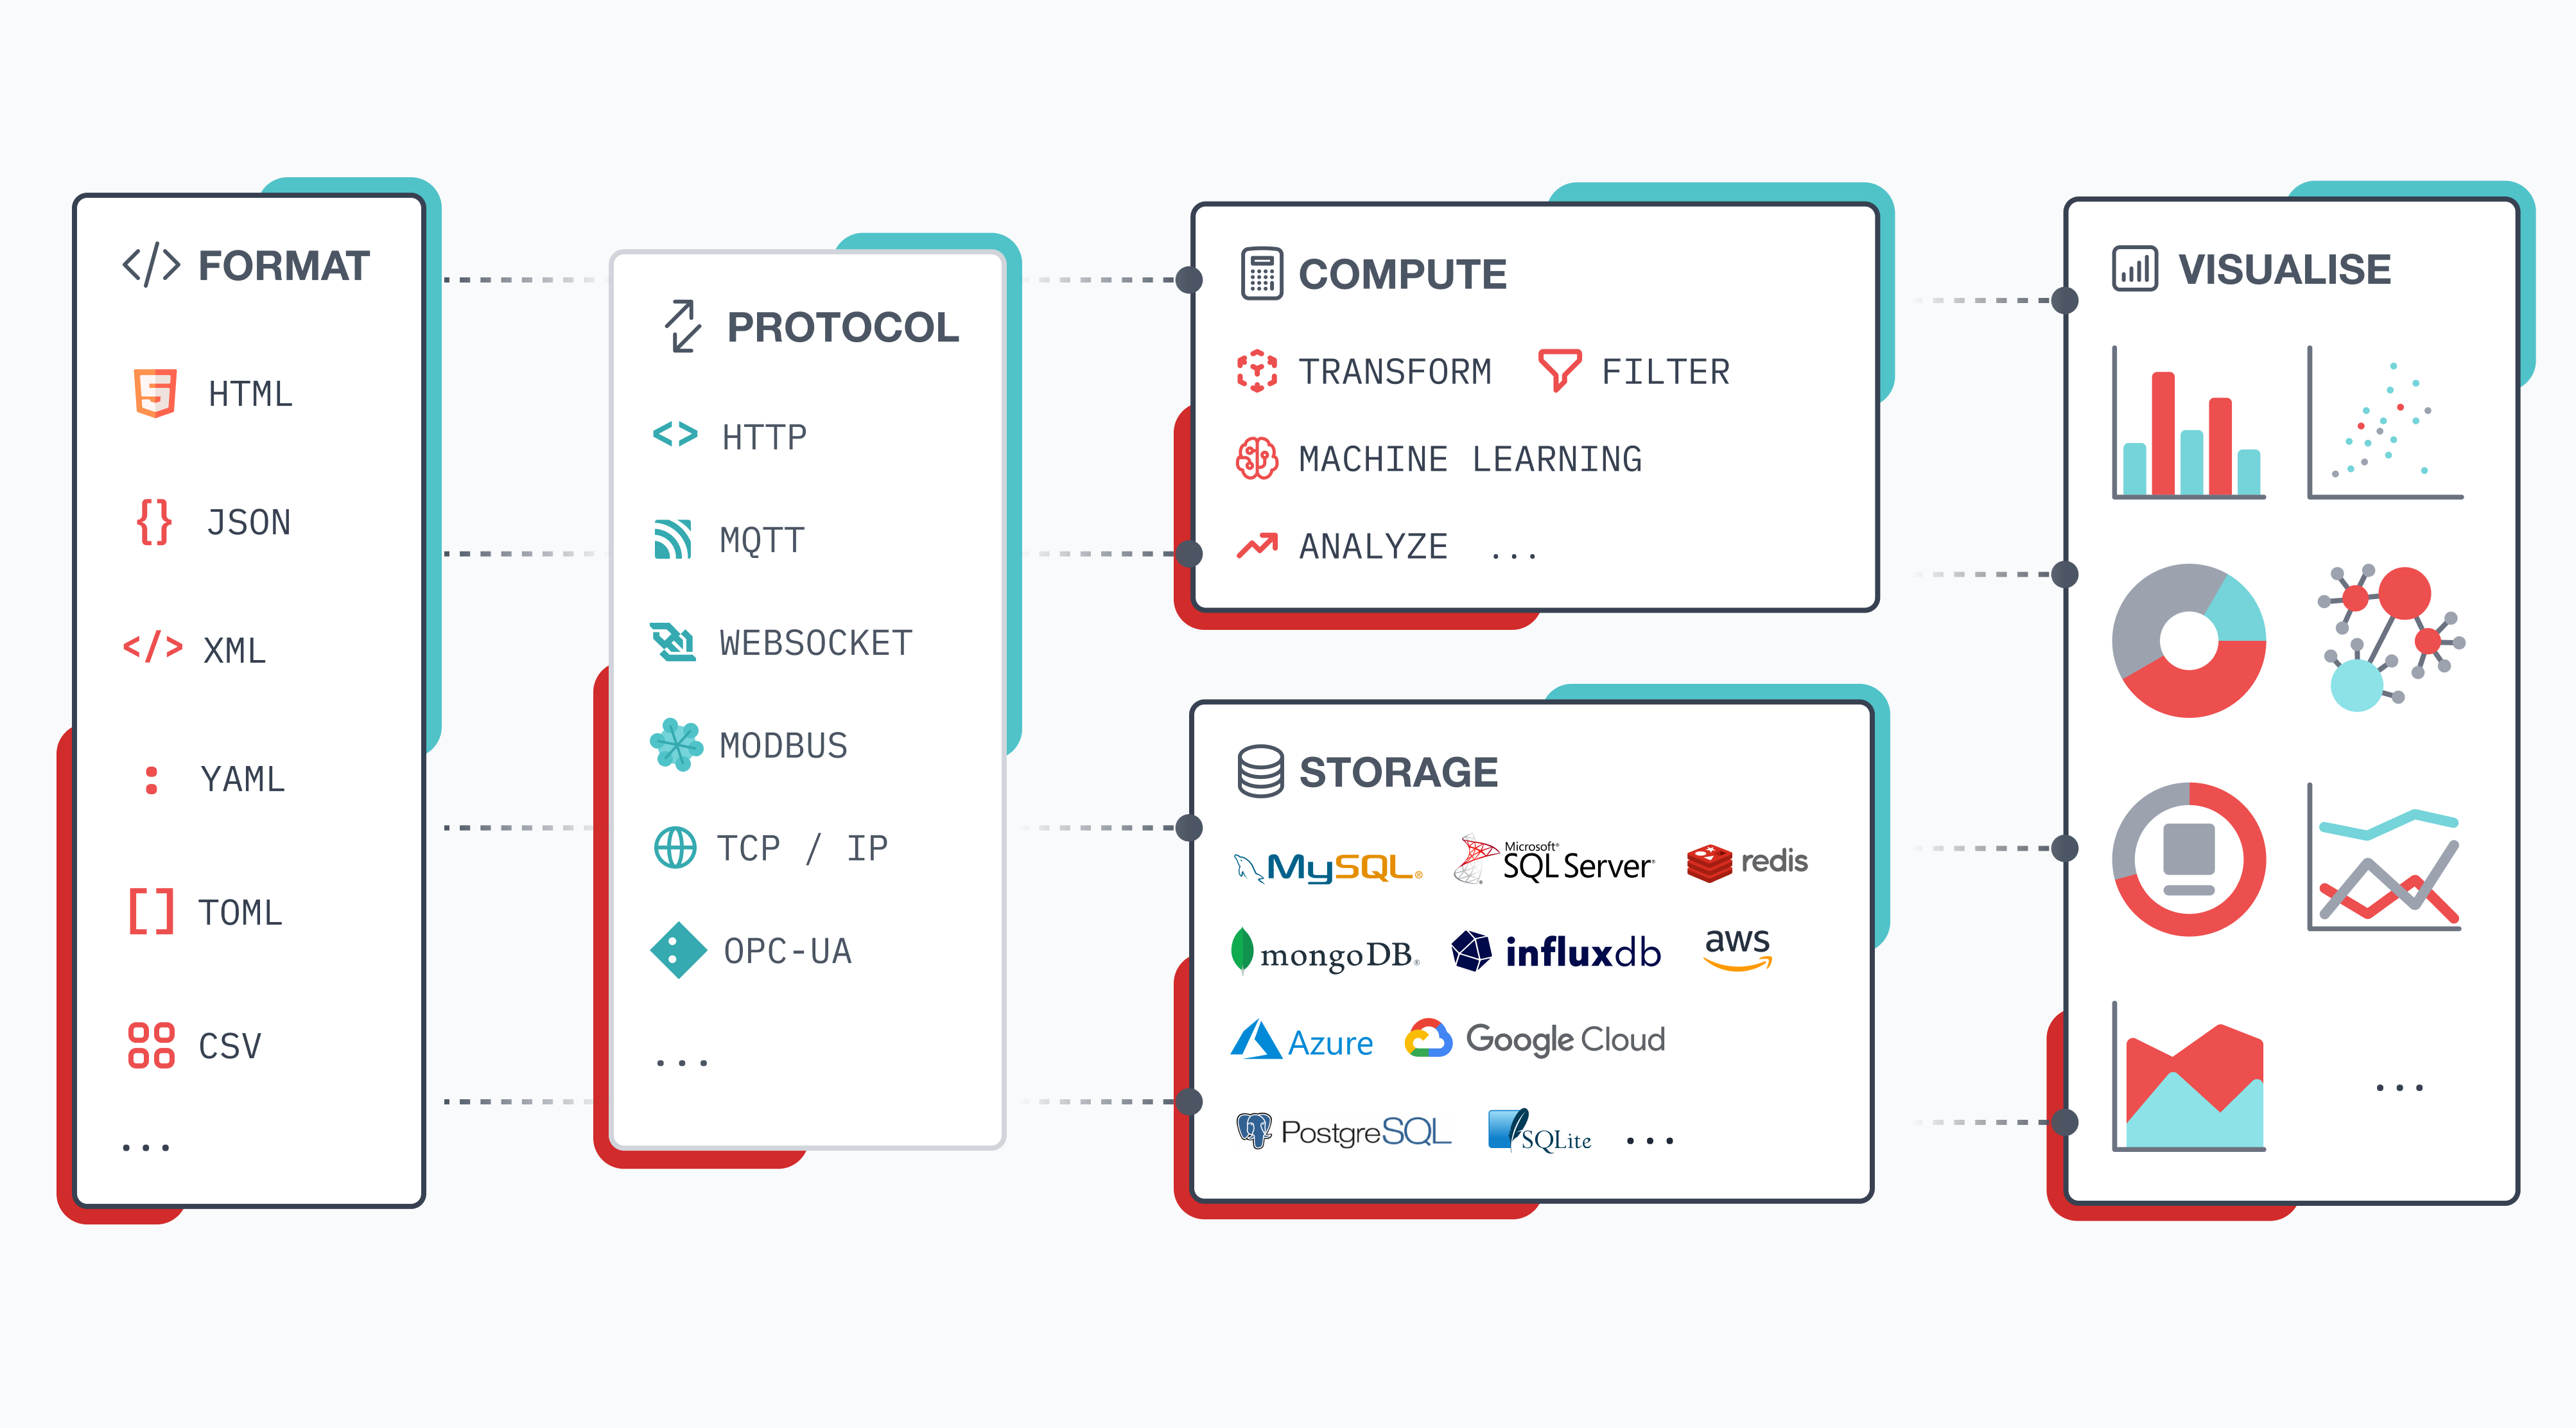 </> FORMAT
HTML
{} JSON
</> XML
: YAML
[] TOML
CSV
...
PROTOCOL
<> HTTP
MQTT
WEBSOCKET
MODBUS
TCP / IP
OPC-UA
...
COMPUTE
TRANSFORM FILTER
MACHINE LEARNING
ANALYZE ...
STORAGE
MySQL® Microsoft® SQL Server® redis
mongoDB® influxdb aws
Azure Google Cloud
PostgreSQL SQLite ...
VISUALISE
...